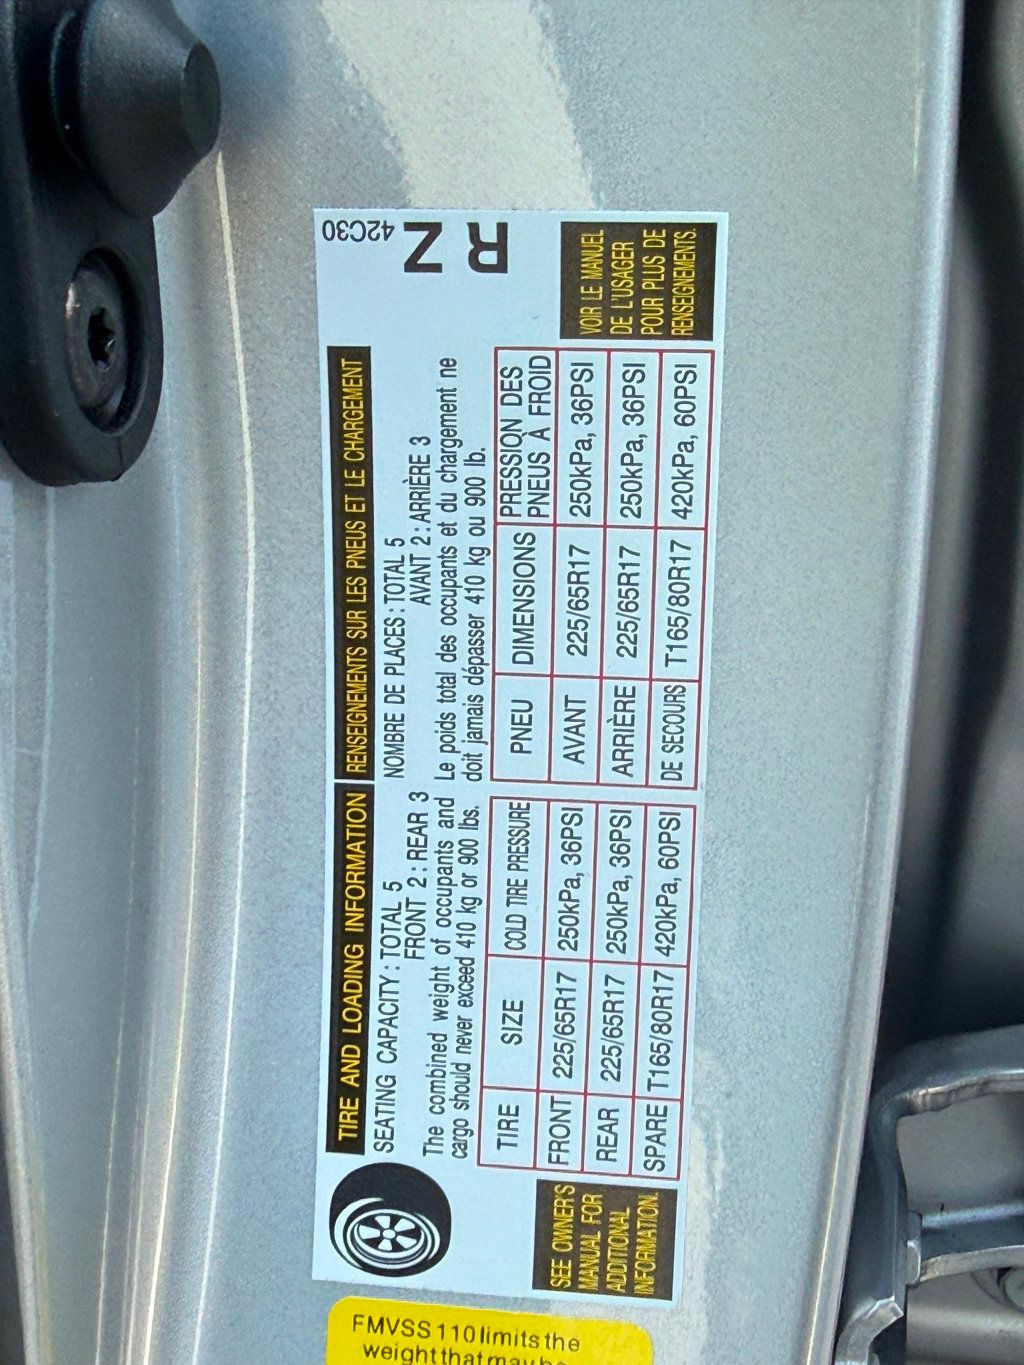 42C30
N
R
TIRE AND LOADING INFORMATION
SEATING CAPACITY : TOTAL 5
FRONT 2 : REAR 3
The combined weight of occupants and
cargo should never exceed 410 kg or 900 lbs.
TIRE SIZE COLD TIRE PRESSURE
FRONT 225/65R17 250kPa, 36PSI
REAR 225/65R17 250kPa, 36PSI
SPARE T165/80R17 420kPa, 60PSI
SEE OWNER'S
MANUAL FOR
ADDITIONAL
INFORMATION.
RENSEIGNEMENTS SUR LES PNEUS ET LE CHARGEMENT
NOMBRE DE PLACES : TOTAL 5
AVANT 2 : ARRIÈRE 3
Le poids total des occupants et du chargement ne
doit jamais dépasser 410 kg ou 900 lb.
PNEU DIMENSIONS PRESSION DES
PNEUS À FROID
AVANT 225/65R17 250kPa, 36PSI
ARRIÈRE 225/65R17 250kPa, 36PSI
DE SECOURS T165/80R17 420kPa, 60PSI
VOIR LE MANUEL
DE L'USAGER
POUR PLUS DE
RENSEIGNEMENTS.
FMVSS 110 limits the
weight that may be